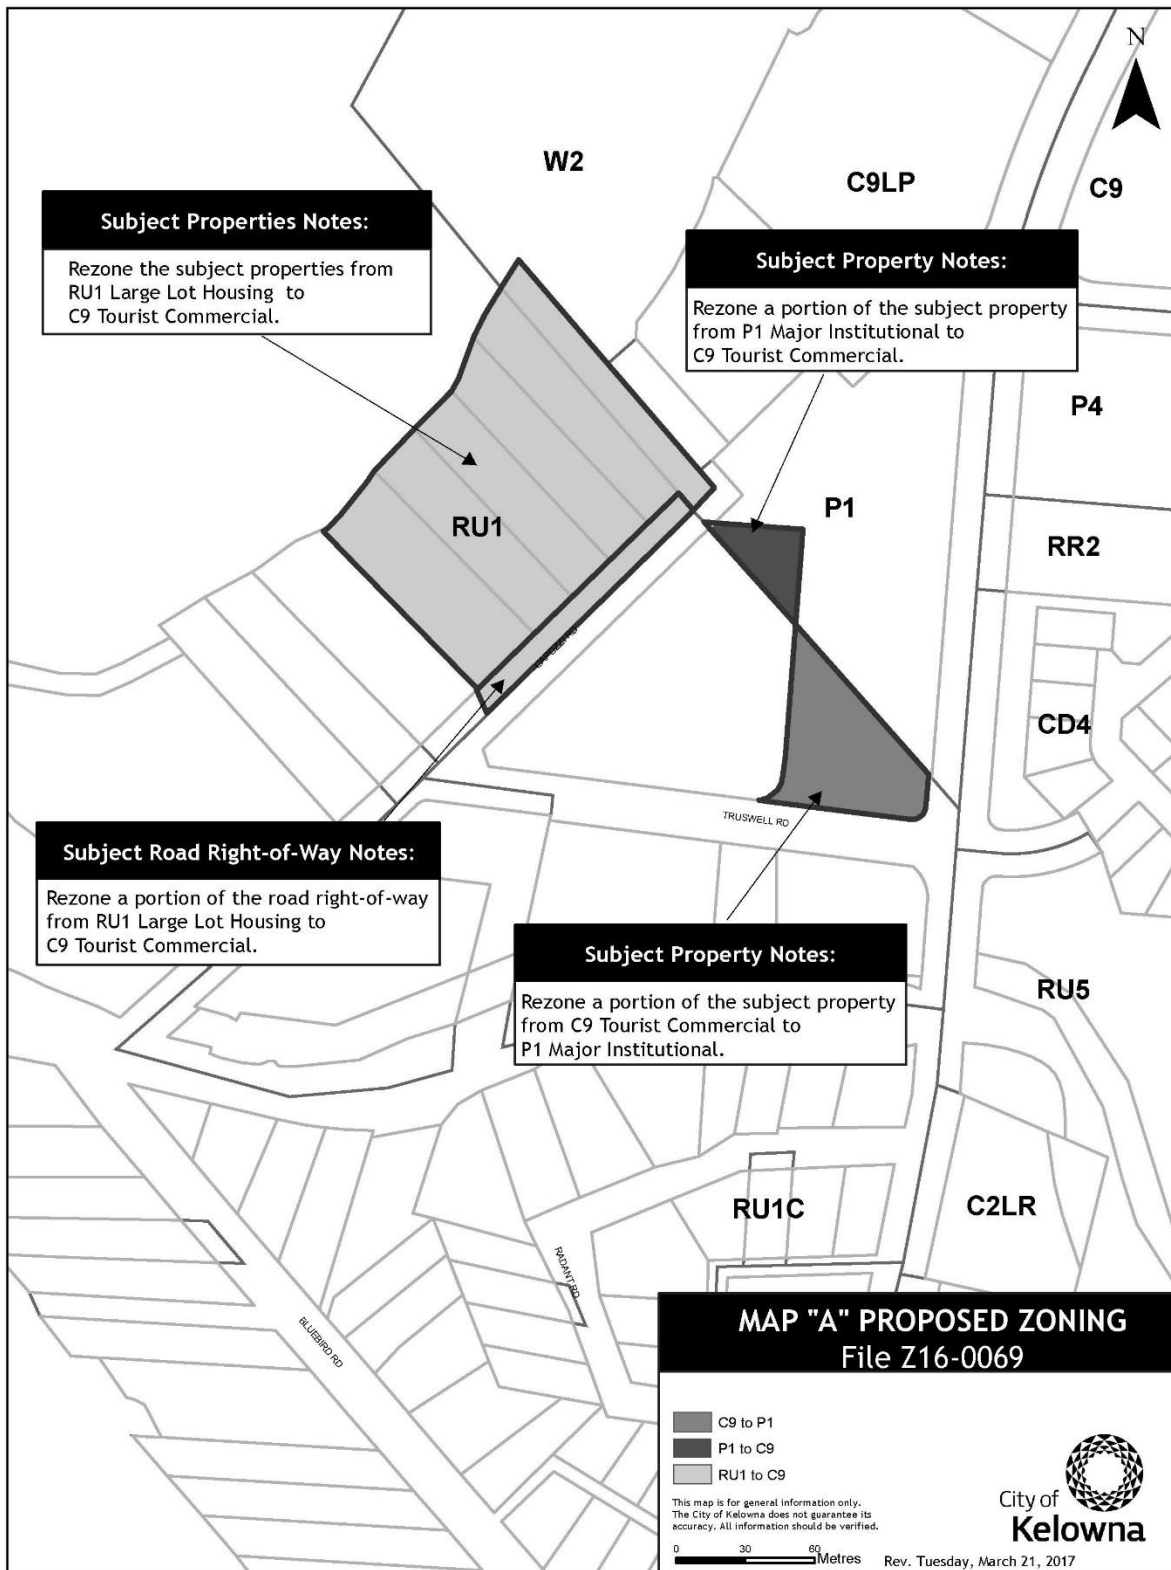 N
W2
C9LP
C9
Subject Properties Notes:
Rezone the subject properties from
RU1 Large Lot Housing to
C9 Tourist Commercial.
Subject Property Notes:
Rezone a portion of the subject property
from P1 Major Institutional to
C9 Tourist Commercial.
P4
P1
RU1
RR2
CD4
TRUSWELL RD
Subject Road Right-of-Way Notes:
Rezone a portion of the road right-of-way
from RU1 Large Lot Housing to
C9 Tourist Commercial.
Subject Property Notes:
Rezone a portion of the subject property
from C9 Tourist Commercial to
P1 Major Institutional.
RU5
RU1C
C2LR
RADANT RD
BLUEBIRD RD
MAP "A" PROPOSED ZONING
File Z16-0069
C9 to P1
P1 to C9
RU1 to C9
This map is for general information only.
The City of Kelowna does not guarantee its
accuracy. All information should be verified.
0 30 60
Metres
City of
Kelowna
Rev. Tuesday, March 21, 2017